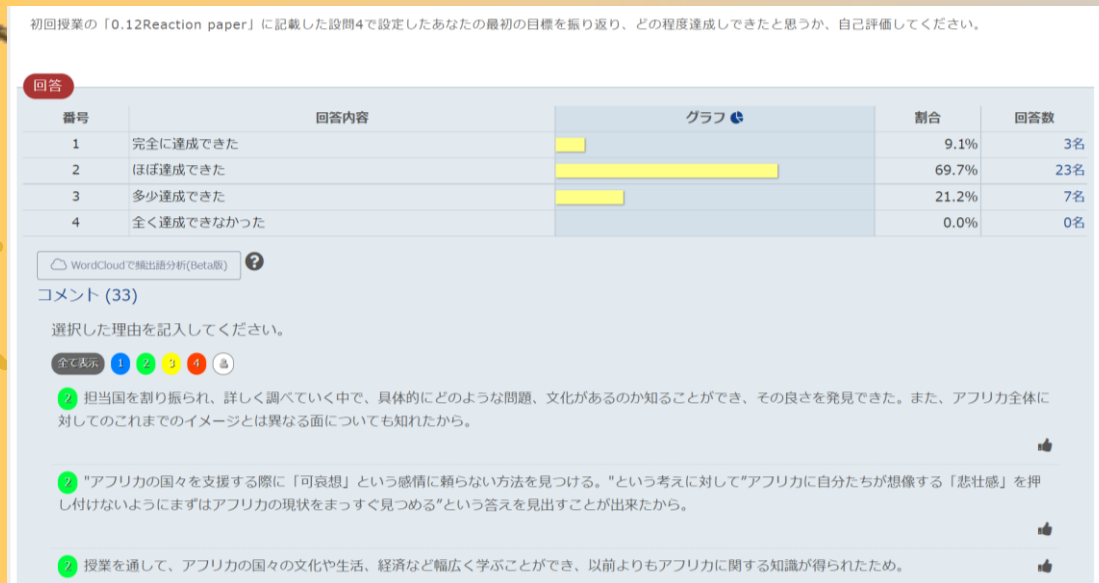 初回授業の「0.12Reaction paper」に記載した設問4で設定したあなたの最初の目標を振り返り、どの程度達成しできたと思うか、自己評価してください。
回答
番号 回答内容 グラフ 割合 回答数
1 完全に達成できた 9.1% 3名
2 ほぼ達成できた 69.7% 23名
3 多少達成できた 21.2% 7名
4 全く達成できなかった 0.0% 0名
WordCloudで頻出語分析(Beta版) ?
コメント (33)
選択した理由を記入してください。
全て表示 1 2 3 4
2 担当国を割り振られ、詳しく調べていく中で、具体的にどのような問題、文化があるのか知ることができ、その良さを発見できた。また、アフリカ全体に
対してのこれまでのイメージとは異なる面についても知れたから。
2 "アフリカの国々を支援する際に「可哀想」という感情に頼らない方法を見つける。"という考えに対して"アフリカに自分たちが想像する「悲壮感」を押
し付けないようにまずはアフリカの現状をまっすぐ見つめる"という答えを見出すことが出来たから。
2 授業を通して、アフリカの国々の文化や生活、経済など幅広く学ぶことができ、以前よりもアフリカに関する知識が得られたため。